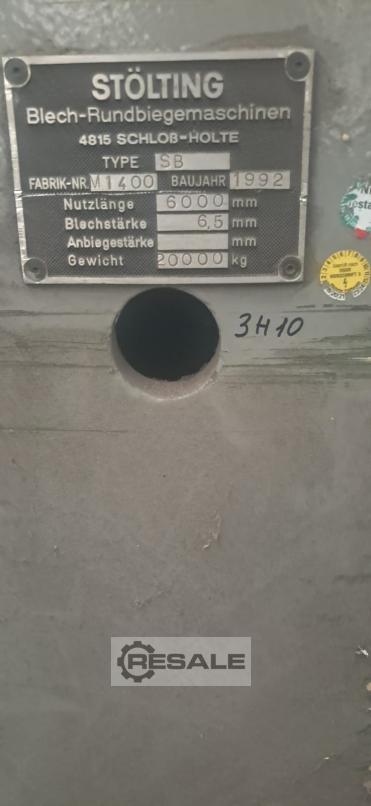 STÖLTING
Blech-Rundbiegemaschinen
4815 SCHLOß-HOLTE
TYPE SB
FABRIK-NR. M1400 BAUJAHR 1992
Nutzlänge 6000 mm
Blechstärke 6,5 mm
Anbiegestärke mm
Gewicht 20000 kg
3H10
RESALE